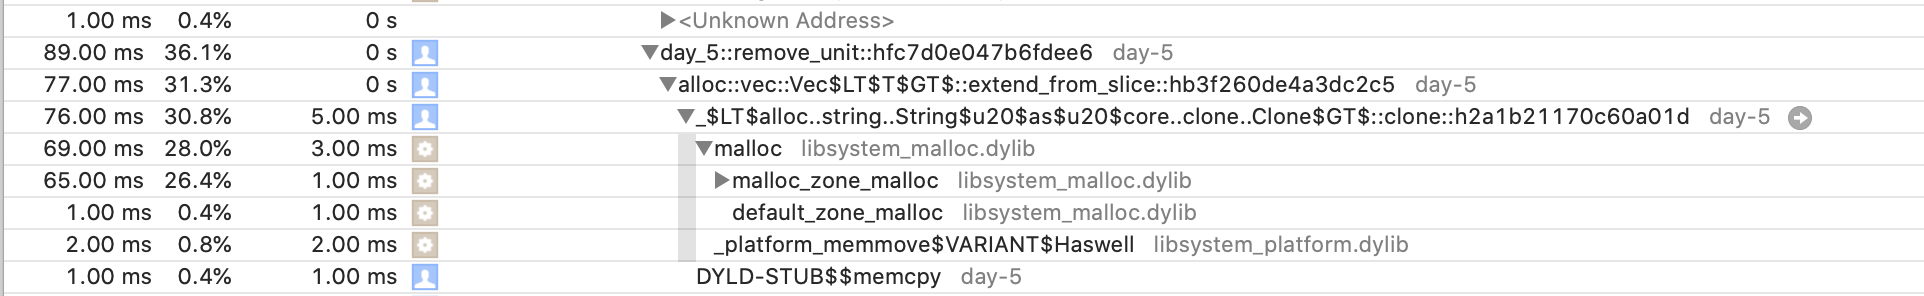 1.00 ms 0.4% 0 s <Unknown Address>
89.00 ms 36.1% 0 s day_5::remove_unit::hfc7d0e047b6fdee6 day-5
77.00 ms 31.3% 0 s alloc::vec::Vec$LT$T$GT$::extend_from_slice::hb3f260de4a3dc2c5 day-5
76.00 ms 30.8% 5.00 ms _$LT$alloc..string..String$u20$as$u20$core..clone..Clone$GT$::clone::h2a1b21170c60a01d day-5
69.00 ms 28.0% 3.00 ms malloc libsystem_malloc.dylib
65.00 ms 26.4% 1.00 ms malloc_zone_malloc libsystem_malloc.dylib
1.00 ms 0.4% 1.00 ms default_zone_malloc libsystem_malloc.dylib
2.00 ms 0.8% 2.00 ms _platform_memmove$VARIANT$Haswell libsystem_platform.dylib
1.00 ms 0.4% 1.00 ms DYLD-STUB$$memcpy day-5